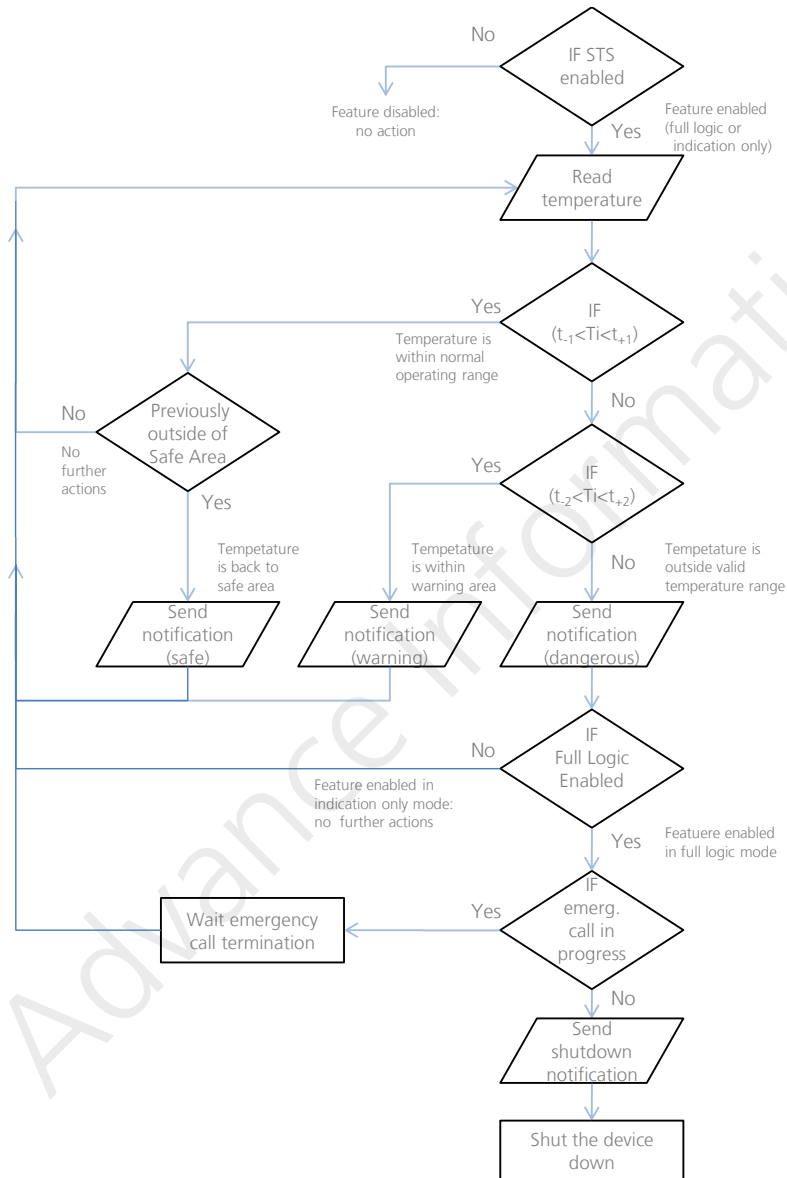 No
IF STS
enabled
Feature disabled:
no action
Yes
Feature enabled
(full logic or
indication only)
Read
temperature
Yes
IF
(t-1<Ti<t+1)
Temperature is
within normal
operating range
No
No
Previously
outside of
Safe Area
No
further
actions
Yes
Yes
IF
(t-2<Ti<t+2)
Tempetature
is back to
safe area
Tempetature
is within
warning area
No
Tempetature is
outside valid
temperature range
Send
notification
(safe)
Send
notification
(warning)
Send
notification
(dangerous)
No
IF
Full Logic
Enabled
Feature enabled in
indication only mode:
no further actions
Yes
Featuere enabled
in full logic mode
Wait emergency
call termination
Yes
IF
emerg.
call in
progress
No
Send
shutdown
notification
Shut the device
down
Advance Informati